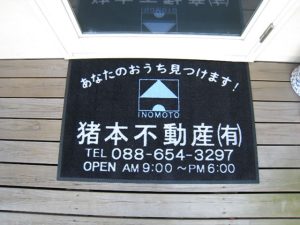 あなたのおうち見つけます!
INOMOTO
猪本不動産㈲
TEL 088-654-3297
OPEN AM 9:00 ~ PM 6:00